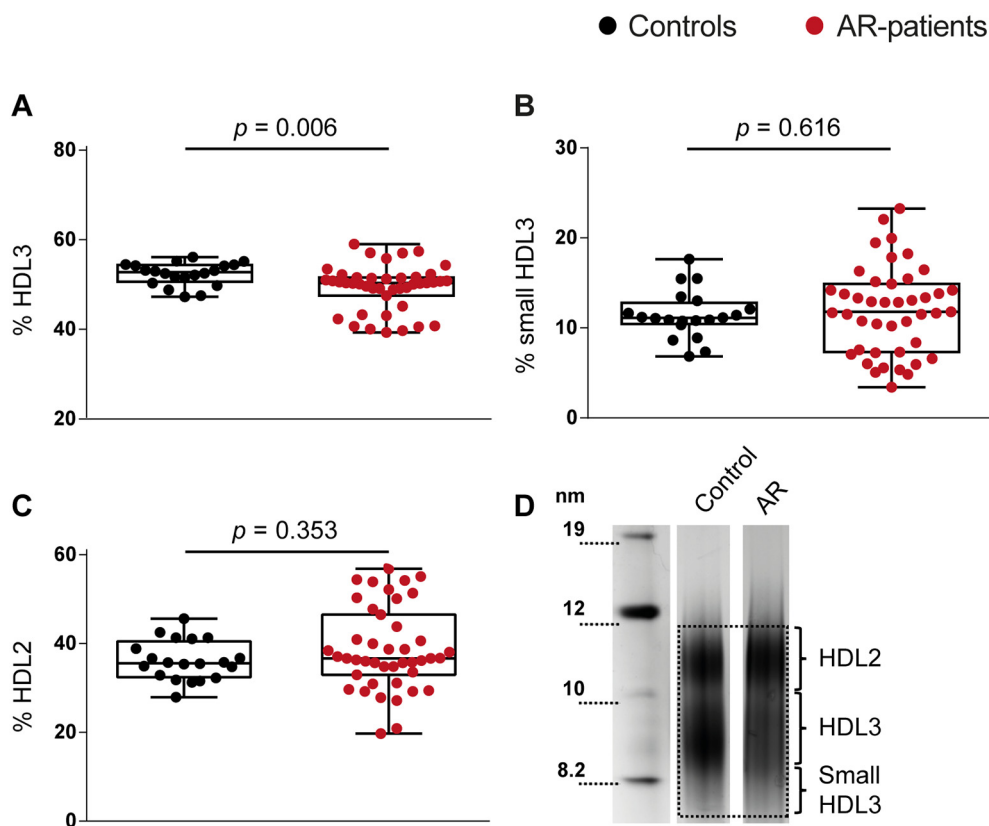 Controls AR-patients
A
p = 0.006
80
60
40
20
% HDL3
B
p = 0.616
30
20
10
0
% small HDL3
C
p = 0.353
60
40
20
0
% HDL2
D
nm
Control
AR
19
12
10
8.2
HDL2
HDL3
Small
HDL3